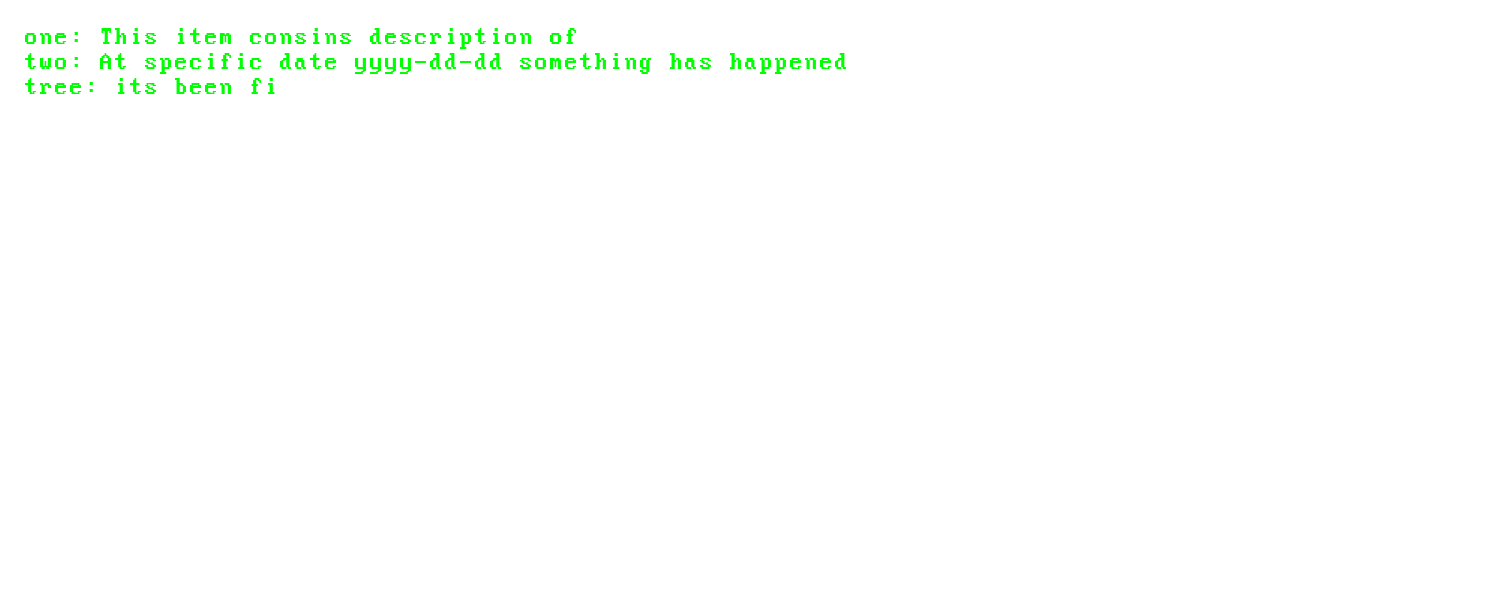 one: This item consins description of
two: At specific date yyyy-dd-dd something has happened
tree: its been fi